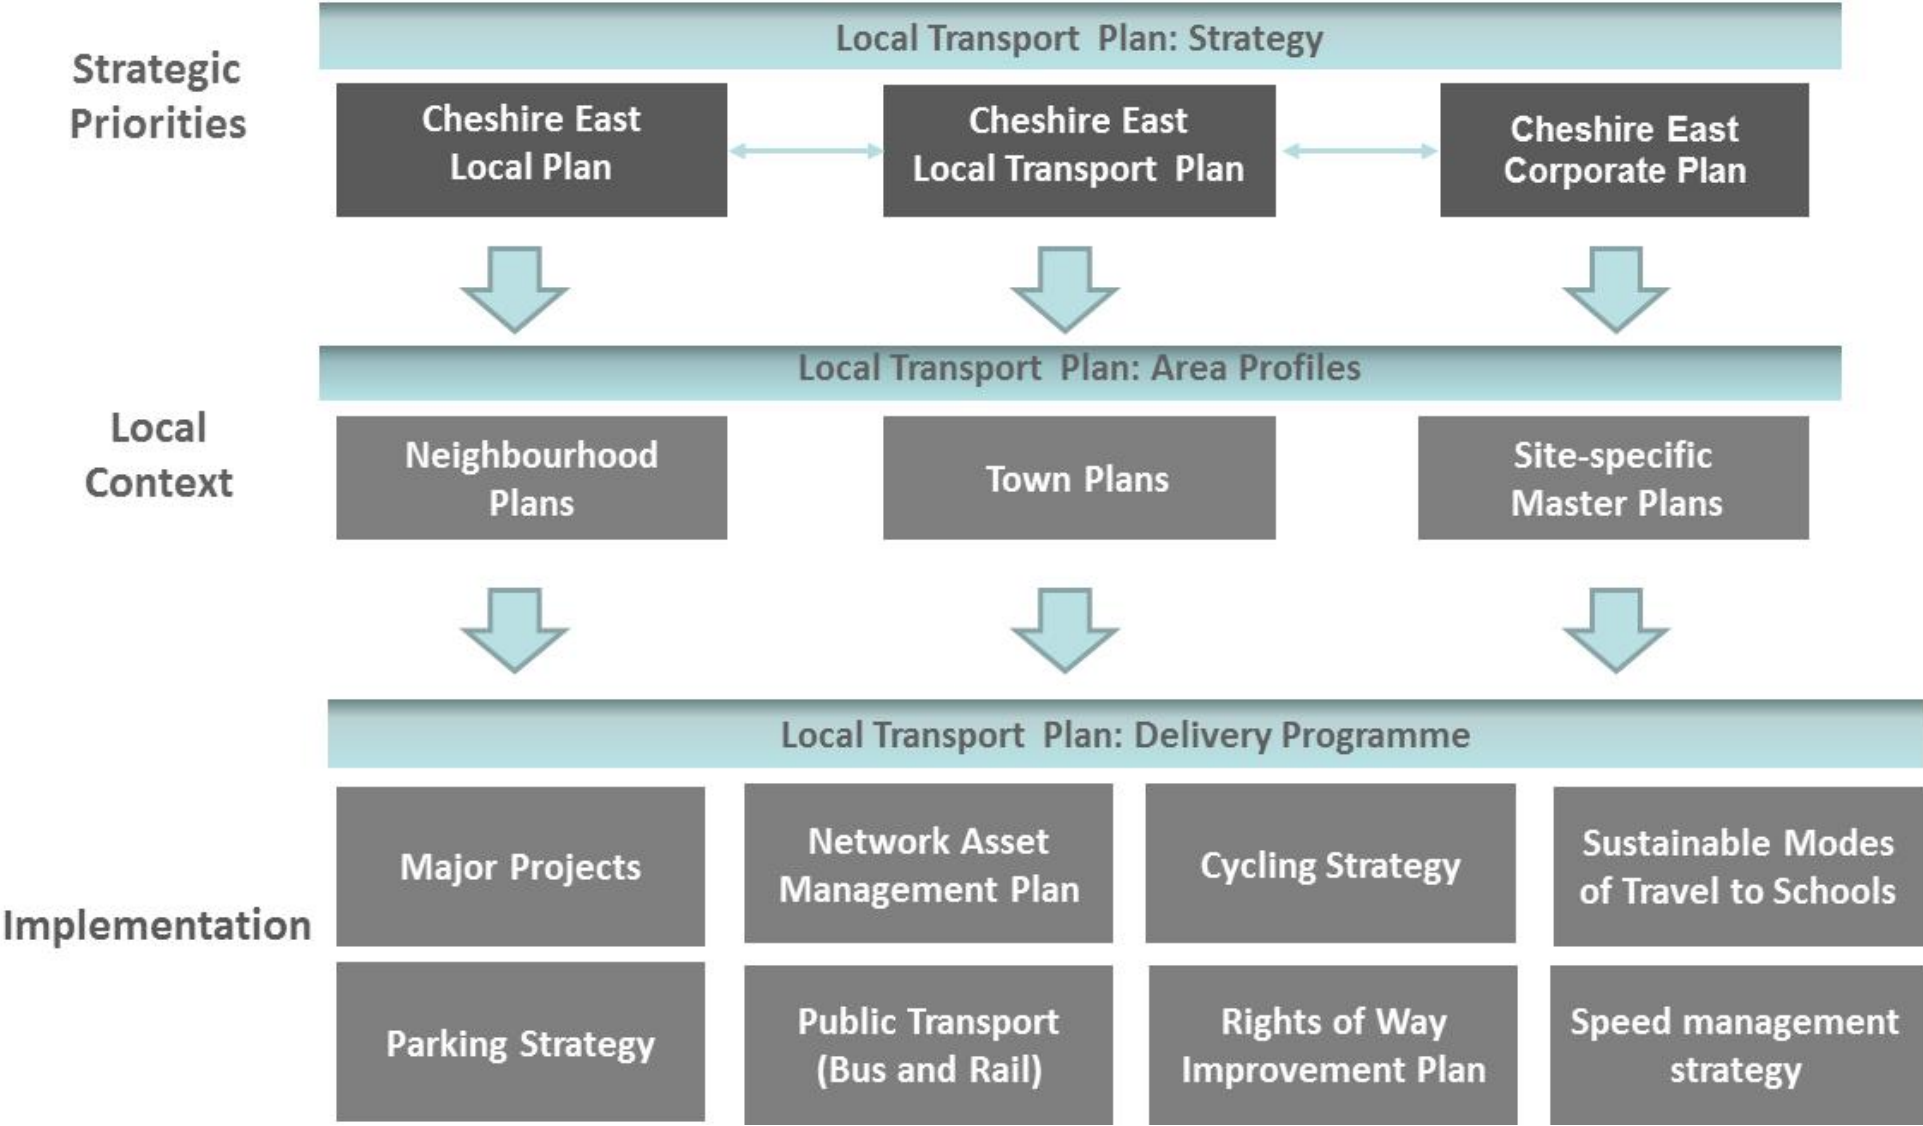 Local Transport Plan: Strategy
Strategic
Priorities
Cheshire East
Local Plan
Cheshire East
Local Transport Plan
Cheshire East
Corporate Plan
Local Transport Plan: Area Profiles
Local
Context
Neighbourhood
Plans
Town Plans
Site-specific
Master Plans
Local Transport Plan: Delivery Programme
Implementation
Major Projects
Network Asset
Management Plan
Cycling Strategy
Sustainable Modes
of Travel to Schools
Parking Strategy
Public Transport
(Bus and Rail)
Rights of Way
Improvement Plan
Speed management
strategy